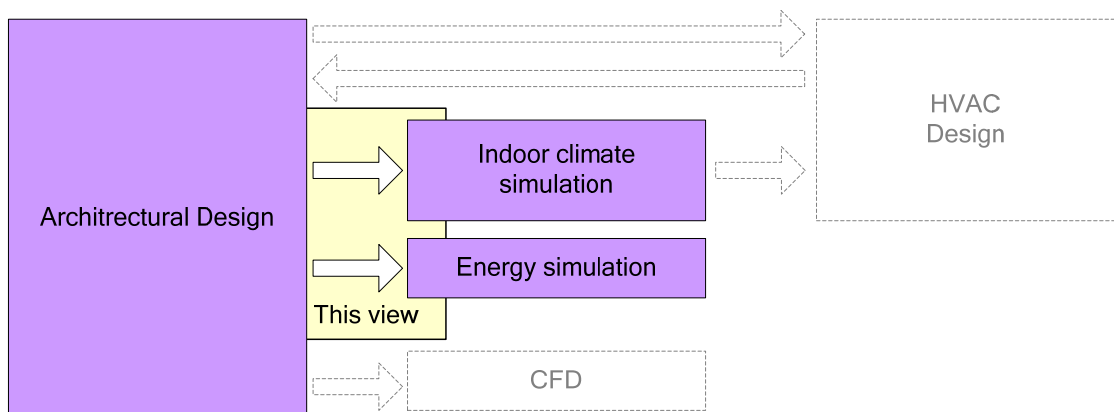 HVAC
Design
Indoor climate
simulation
Architrectural Design
Energy simulation
This view
CFD